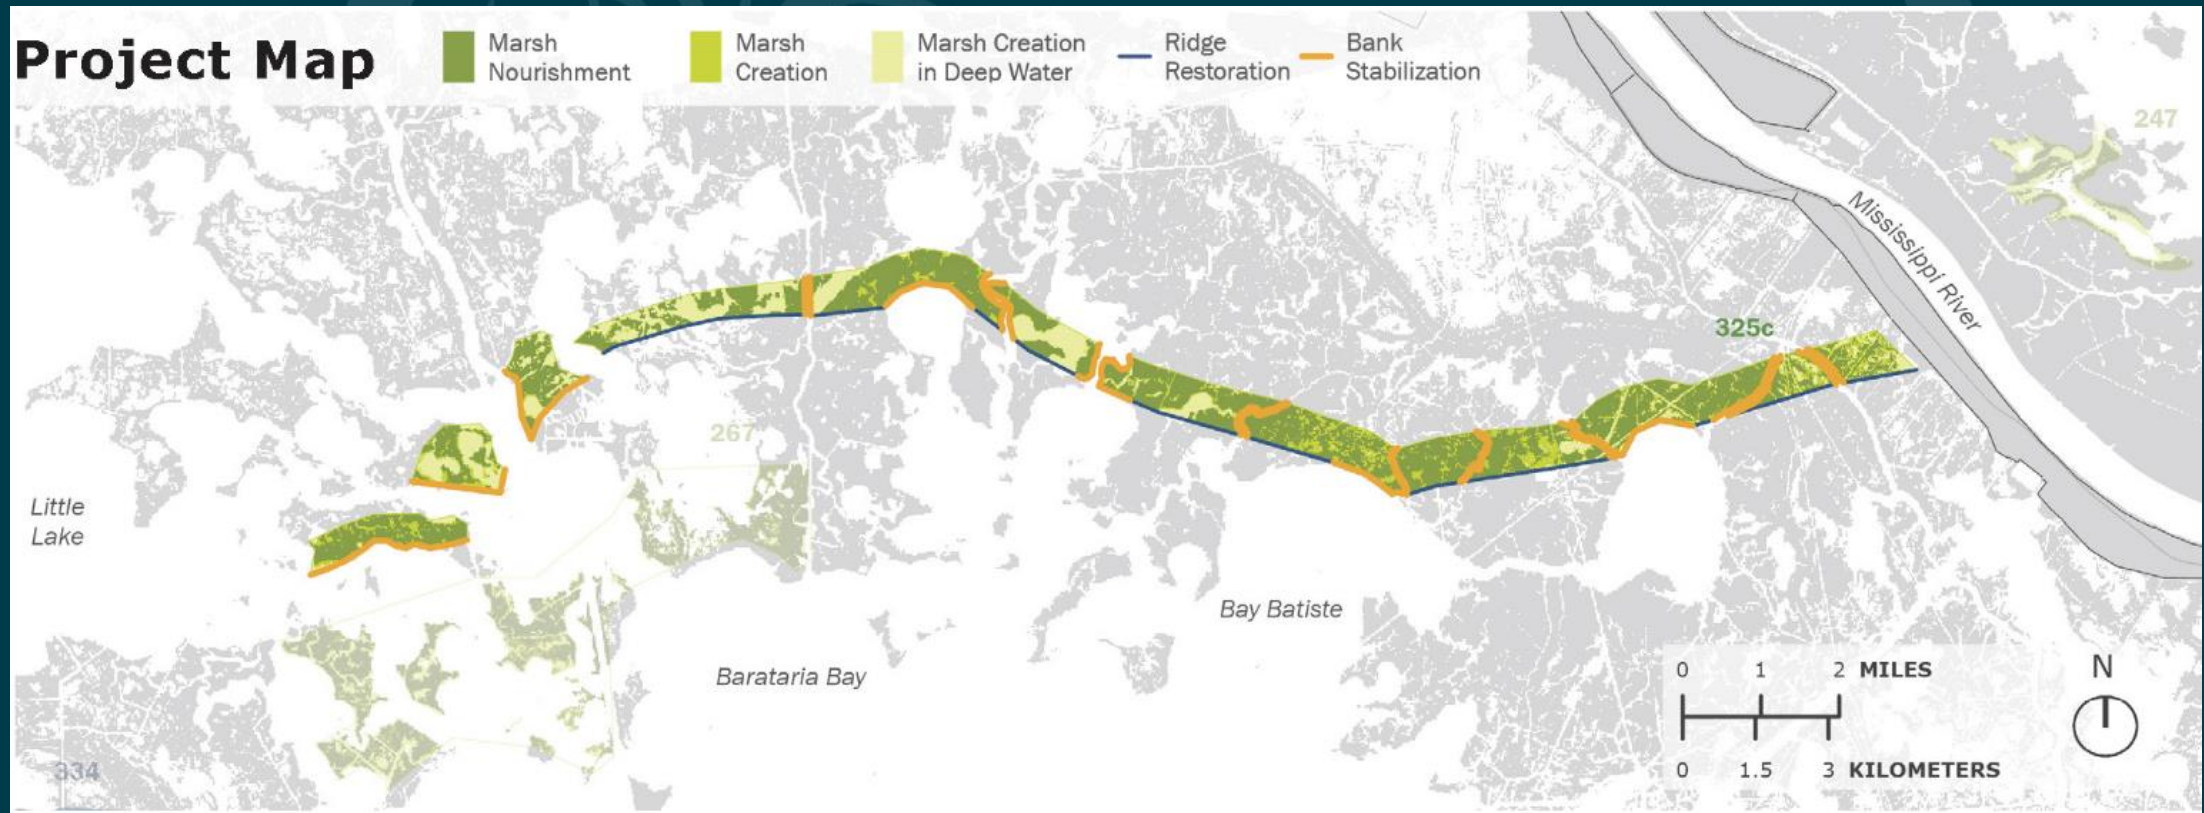 Project Map
Marsh
Nourishment
Marsh
Creation
Marsh Creation
in Deep Water
Ridge
Restoration
Bank
Stabilization
247
Mississippi River
325c
267
Little
Lake
Bay Batiste
Barataria Bay
334
0 1 2 MILES
0 1.5 3 KILOMETERS
N